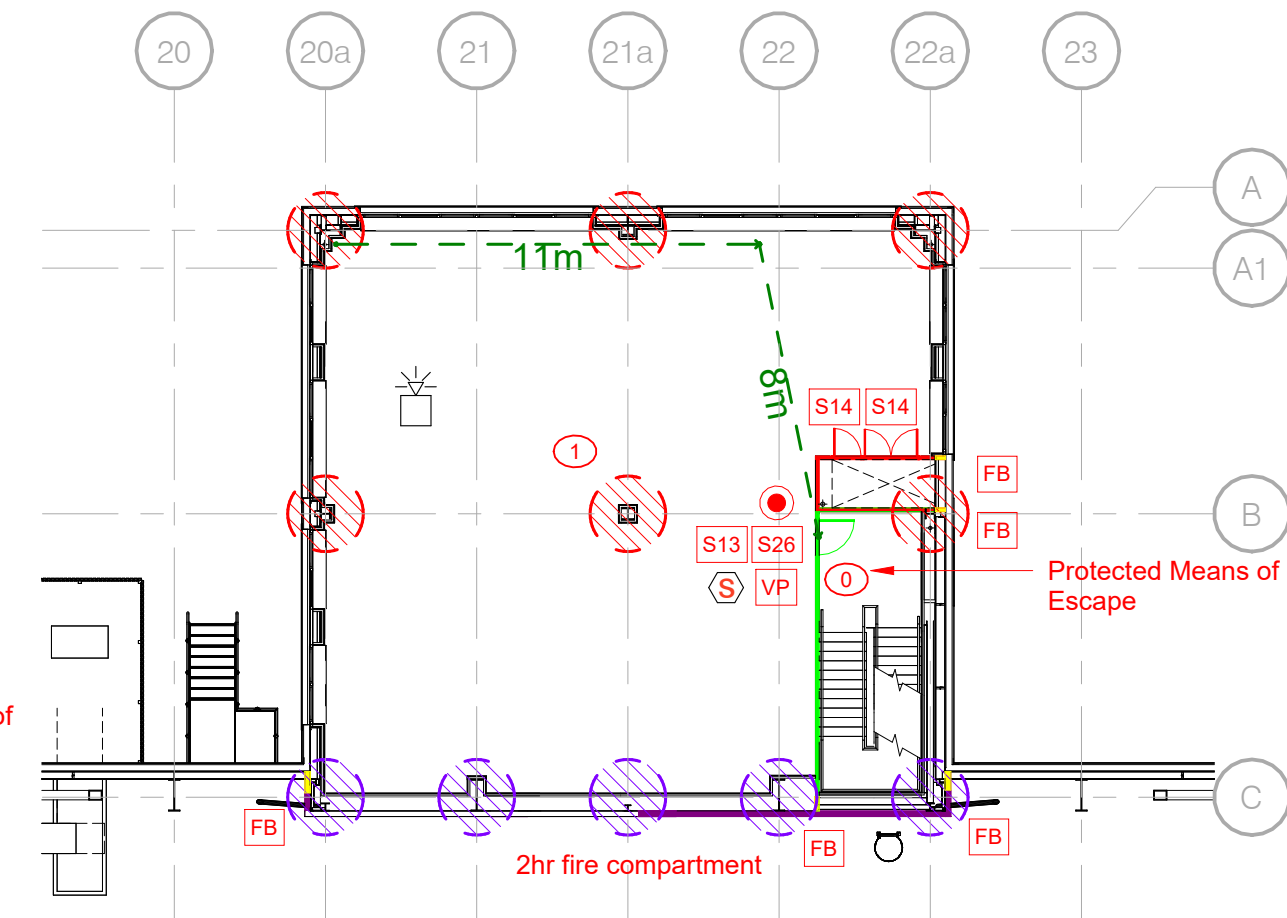 20 20a 21 21a 22 22a 23
A
A1
11m
8m
S14 S14
1
FB
B
FB
S13 S26
Protected Means of
Escape
S VP 0
of
C
FB
FB
FB
2hr fire compartment